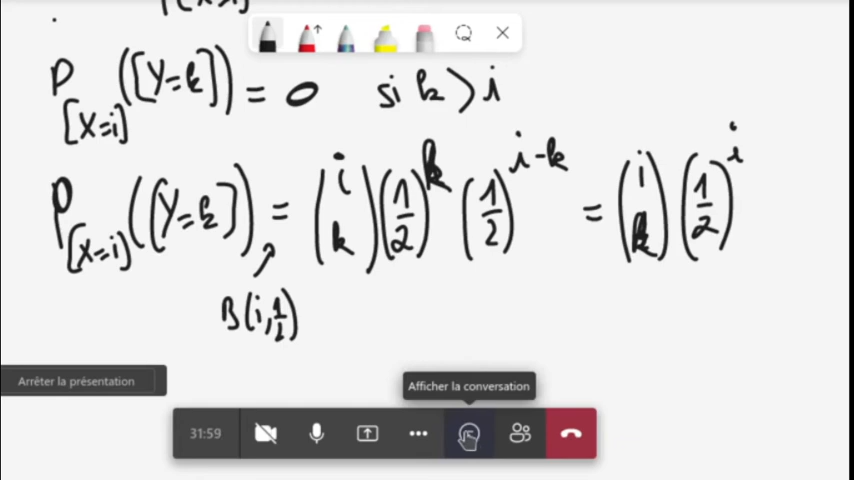 P[X=i]([Y=k]) = 0 si k > i
P[X=i]([Y=k]) = (i k)(1/2)^k (1/2)^(i-k) = (i k)(1/2)^i
B(i, 1/2)
Arrêter la présentation
Afficher la conversation
31:59